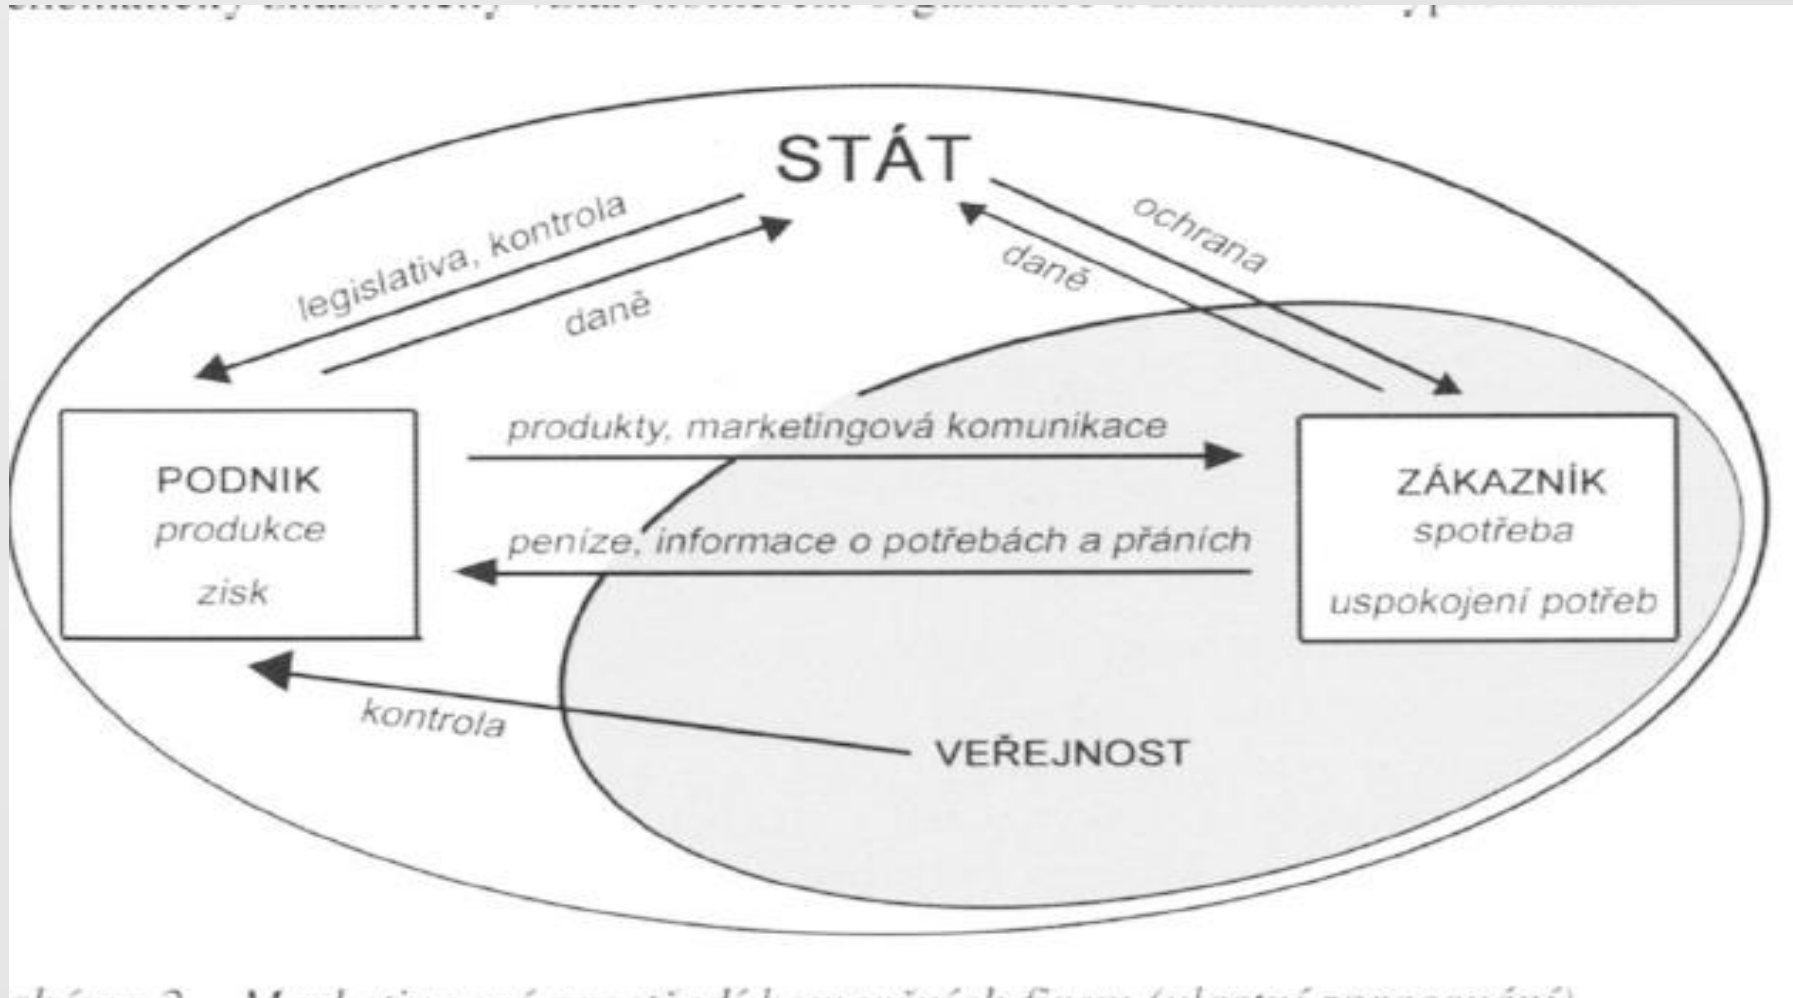 STÁT
legislativa, kontrola
daně
ochrana
daně
produkty, marketingová komunikace
PODNIK
produkce
zisk
ZÁKAZNÍK
spotřeba
uspokojení potřeb
peníze, informace o potřebách a přáních
kontrola
VEŘEJNOST